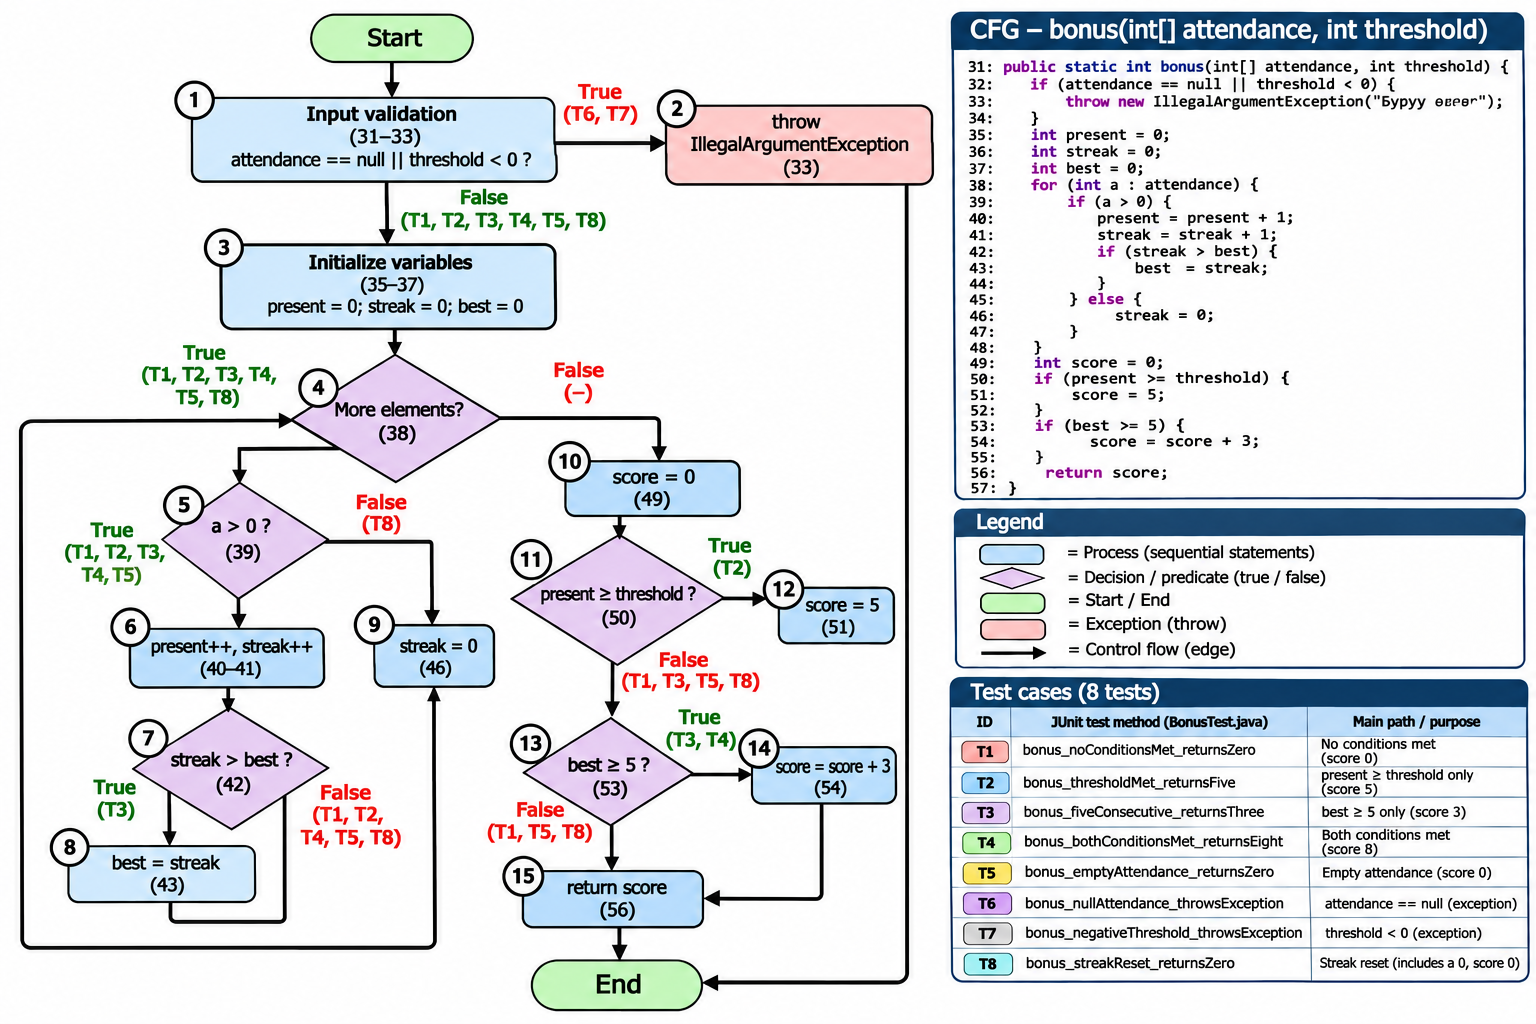 Start
1
Input validation
(31–33)
attendance == null || threshold < 0 ?
True
(T6, T7)
2
throw
IllegalArgumentException
(33)
False
(T1, T2, T3, T4, T5, T8)
3
Initialize variables
(35–37)
present = 0; streak = 0; best = 0
True
(T1, T2, T3, T4,
T5, T8)
4
More elements?
(38)
False
(–)
5
a > 0 ?
(39)
True
(T1, T2, T3,
T4, T5)
False
(T8)
6
present++, streak++
(40–41)
9
streak = 0
(46)
7
streak > best ?
(42)
True
(T3)
False
(T1, T2,
T4, T5, T8)
8
best = streak
(43)
10
score = 0
(49)
11
present ≥ threshold ?
(50)
True
(T2)
12
score = 5
(51)
False
(T1, T3, T5, T8)
13
best ≥ 5 ?
(53)
True
(T3, T4)
14
score = score + 3
(54)
False
(T1, T5, T8)
15
return score
(56)
End
CFG – bonus(int[] attendance, int threshold)
31: public static int bonus(int[] attendance, int threshold) {
32: if (attendance == null || threshold < 0) {
33: throw new IllegalArgumentException("Буруу өгөгөг");
34: }
35: int present = 0;
36: int streak = 0;
37: int best = 0;
38: for (int a : attendance) {
39: if (a > 0) {
40: present = present + 1;
41: streak = streak + 1;
42: if (streak > best) {
43: best = streak;
44: }
45: } else {
46: streak = 0;
47: }
48: }
49: int score = 0;
50: if (present >= threshold) {
51: score = 5;
52: }
53: if (best >= 5) {
54: score = score + 3;
55: }
56: return score;
57: }
Legend
= Process (sequential statements)
= Decision / predicate (true / false)
= Start / End
= Exception (throw)
= Control flow (edge)
Test cases (8 tests)
ID JUnit test method (BonusTest.java) Main path / purpose
T1 bonus_noConditionsMet_returnsZero No conditions met
(score 0)
T2 bonus_thresholdMet_returnsFive present ≥ threshold only
(score 5)
T3 bonus_fiveConsecutive_returnsThree best ≥ 5 only (score 3)
T4 bonus_bothConditionsMet_returnsEight Both conditions met
(score 8)
T5 bonus_emptyAttendance_returnsZero Empty attendance (score 0)
T6 bonus_nullAttendance_throwsException attendance == null (exception)
T7 bonus_negativeThreshold_throwsException threshold < 0 (exception)
T8 bonus_streakReset_returnsZero Streak reset (includes a 0, score 0)